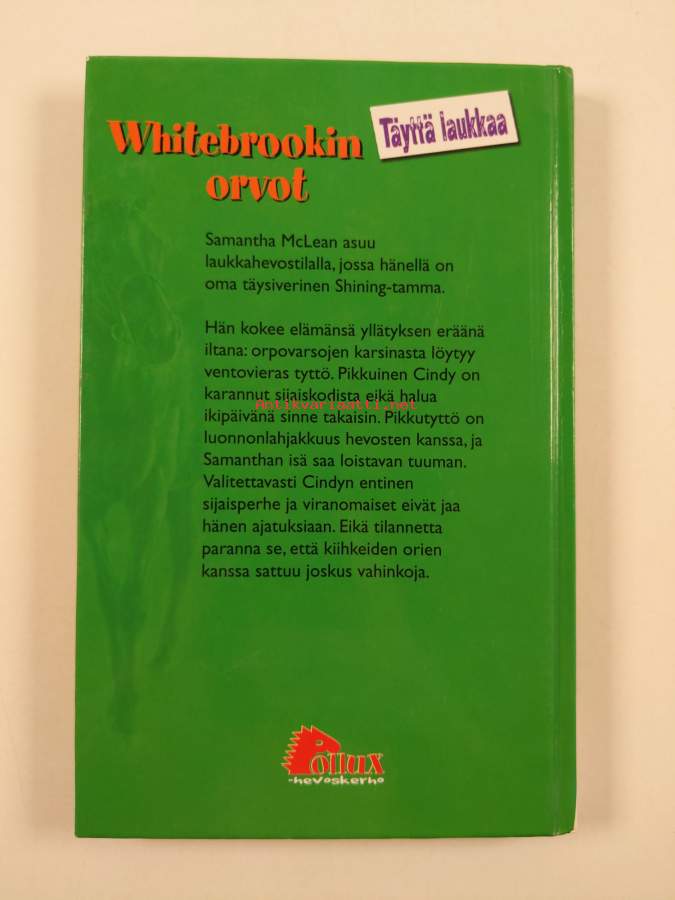 Täyttä laukkaa
Whitebrookin
orvot
Samantha McLean asuu
laukkahevostilalla, jossa hänellä on
oma täysiverinen Shining-tamma.
Hän kokee elämänsä yllätyksen eräänä
iltana: orpovarsojen karsinasta löytyy
ventovieras tyttö. Pikkuinen Cindy on
karannut sijaiskodista eikä halua
Antikvariaatti.net
ikipäivänä sinne takaisin. Pikkutyttö on
luonnonlahjakkuus hevosten kanssa, ja
Samanthan isä saa loistavan tuuman.
Valitettavasti Cindyn entinen
sijaisperhe ja viranomaiset eivät jaa
hänen ajatuksiaan. Eikä tilannetta
paranna se, että kiihkeiden orien
kanssa sattuu joskus vahinkoja.
Pollux
-hevoskerho